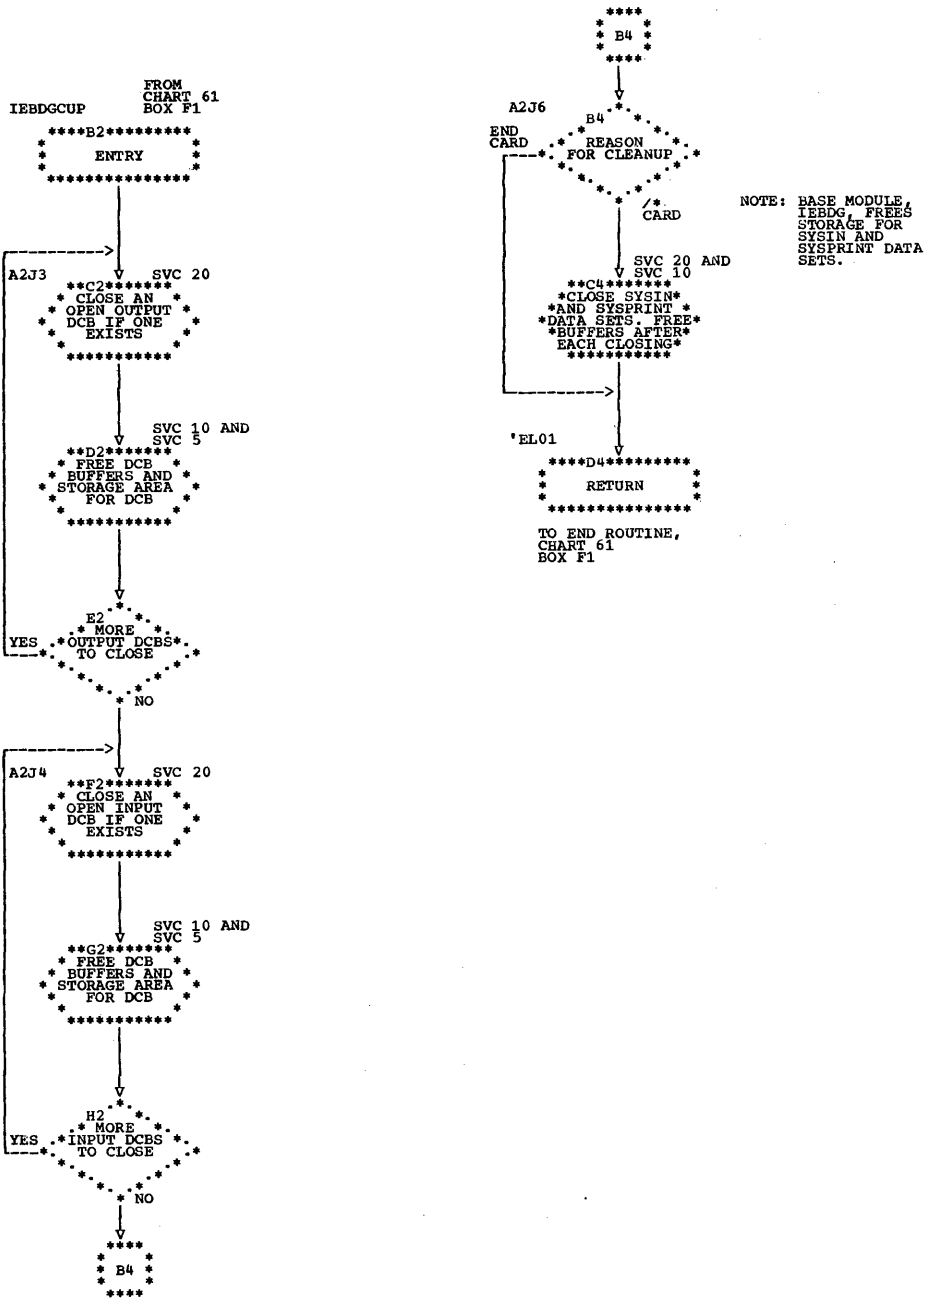 FROM
CHART 61
IEBDGCUP BOX F1
****B2*********
* *
* ENTRY *
* *
***************
A2J3 SVC 20
**C2*******
* CLOSE AN *
* OPEN OUTPUT *
* DCB IF ONE *
* EXISTS *
* *
***********
SVC 10 AND
SVC 5
**D2*******
* FREE DCB *
* BUFFERS AND *
* STORAGE AREA *
* FOR DCB *
* *
***********
E2
MORE
YES OUTPUT DCBS
TO CLOSE
NO
A2J4 SVC 20
**F2*******
* CLOSE AN *
* OPEN INPUT *
* DCB IF ONE *
* EXISTS *
* *
***********
SVC 10 AND
SVC 5
**G2*******
* FREE DCB *
* BUFFERS AND *
* STORAGE AREA *
* FOR DCB *
* *
***********
H2
MORE
YES INPUT DCBS
TO CLOSE
NO
****
* *
* B4 *
* *
****
****
* *
* B4 *
* *
****
A2J6
B4
END
CARD
REASON
FOR CLEANUP
/*
CARD
NOTE: BASE MODULE,
IEBDG, FREES
STORAGE FOR
SYSIN AND
SYSPRINT DATA
SETS.
SVC 20 AND
SVC 10
**C4*******
*CLOSE SYSIN*
*AND SYSPRINT *
*DATA SETS. FREE*
*BUFFERS AFTER*
*EACH CLOSING*
***********
'EL01
****D4*********
* *
* RETURN *
* *
***************
TO END ROUTINE,
CHART 61
BOX F1